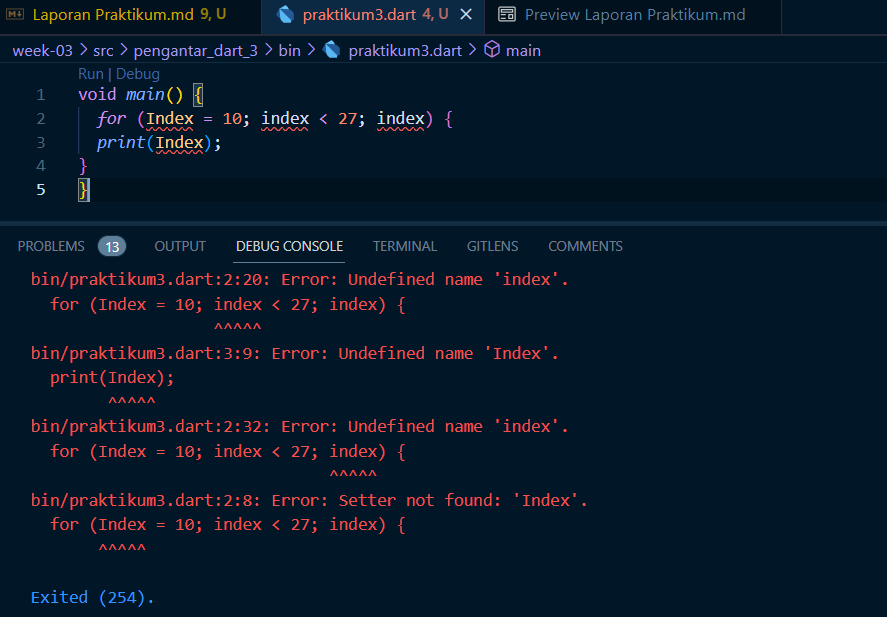 Laporan Praktikum.md 9, U praktikum3.dart 4, U Preview Laporan Praktikum.md
week-03 > src > pengantar_dart_3 > bin > praktikum3.dart > main
Run | Debug
1 void main() {
2 for (Index = 10; index < 27; index) {
3 print(Index);
4 }
5 }
PROBLEMS 13 OUTPUT DEBUG CONSOLE TERMINAL GITLENS COMMENTS
bin/praktikum3.dart:2:20: Error: Undefined name 'index'.
for (Index = 10; index < 27; index) {
^^^^^
bin/praktikum3.dart:3:9: Error: Undefined name 'Index'.
print(Index);
^^^^^
bin/praktikum3.dart:2:32: Error: Undefined name 'index'.
for (Index = 10; index < 27; index) {
^^^^^
bin/praktikum3.dart:2:8: Error: Setter not found: 'Index'.
for (Index = 10; index < 27; index) {
^^^^^
Exited (254).